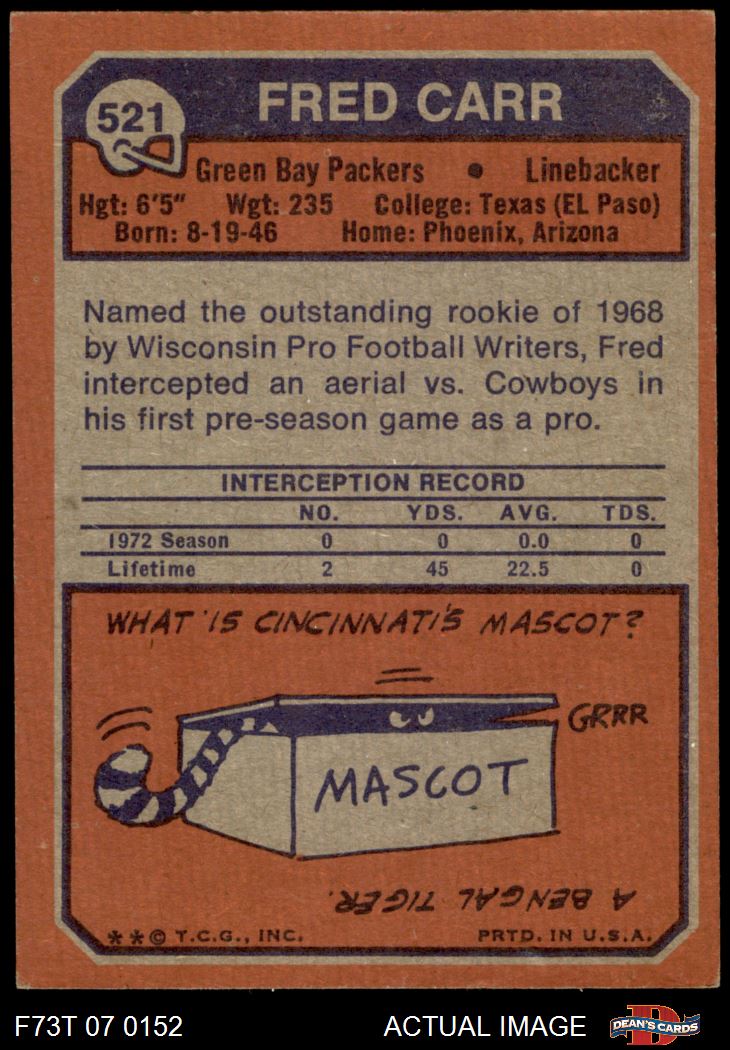 521
FRED CARR
Green Bay Packers • Linebacker
Hgt: 6'5" Wgt: 235 College: Texas (EL Paso)
Born: 8-19-46 Home: Phoenix, Arizona
Named the outstanding rookie of 1968
by Wisconsin Pro Football Writers, Fred
intercepted an aerial vs. Cowboys in
his first pre-season game as a pro.
INTERCEPTION RECORD
NO. YDS. AVG. TDS.
1972 Season 0 0 0.0 0
Lifetime 2 45 22.5 0
WHAT IS CINCINNATI'S MASCOT?
GRRR
MASCOT
A BENGAL TIGER.
**© T.C.G., INC. PRTD. IN U.S.A.
F73T 07 0152 ACTUAL IMAGE
D
DEAN'S CARDS